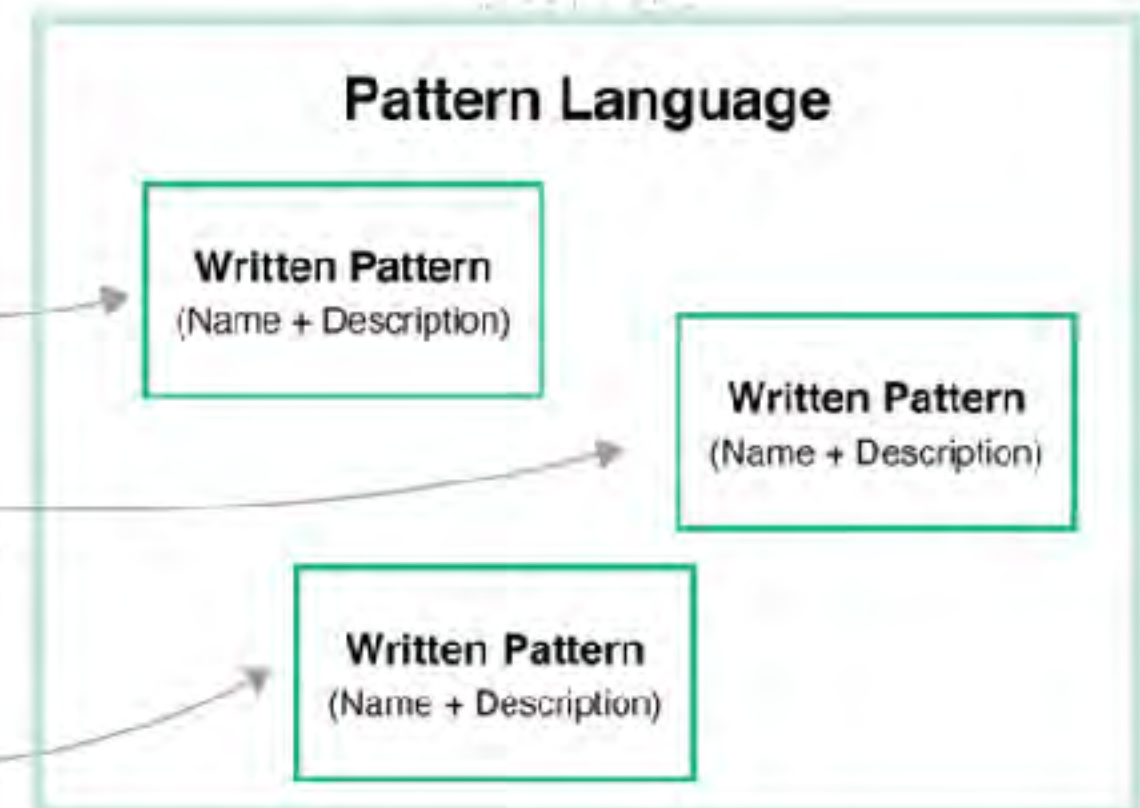 Pattern Language
Written Pattern
(Name + Description)
Written Pattern
(Name + Description)
Written Pattern
(Name + Description)